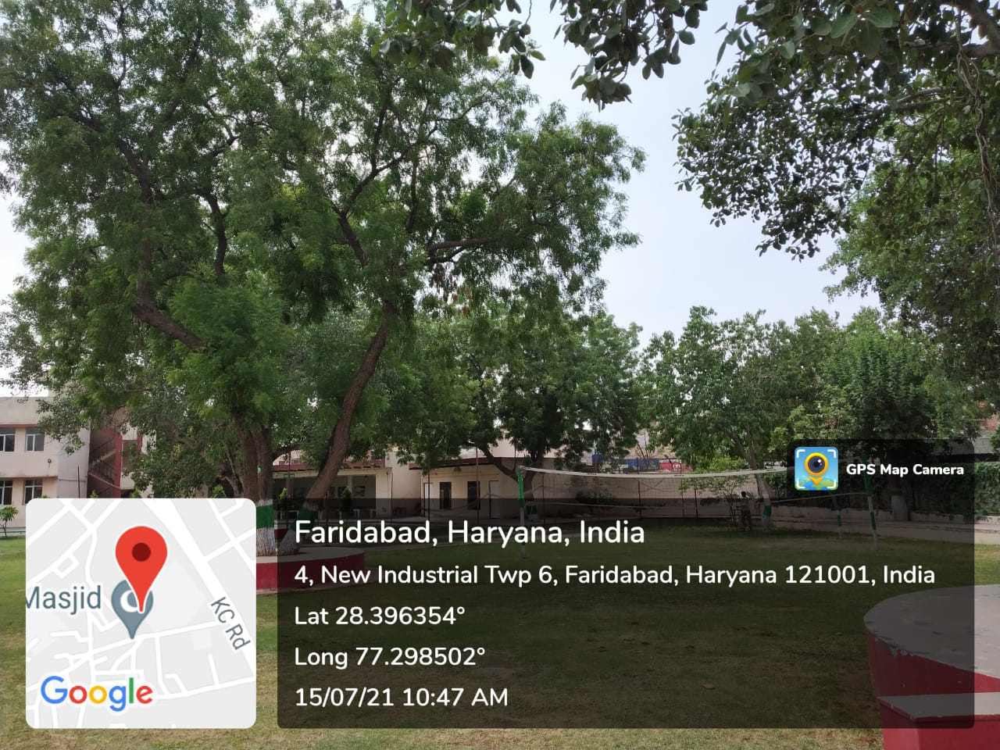 GPS Map Camera
Faridabad, Haryana, India
4, New Industrial Twp 6, Faridabad, Haryana 121001, India
Lat 28.396354°
Long 77.298502°
15/07/21 10:47 AM
Masjid
KC Rd
Google